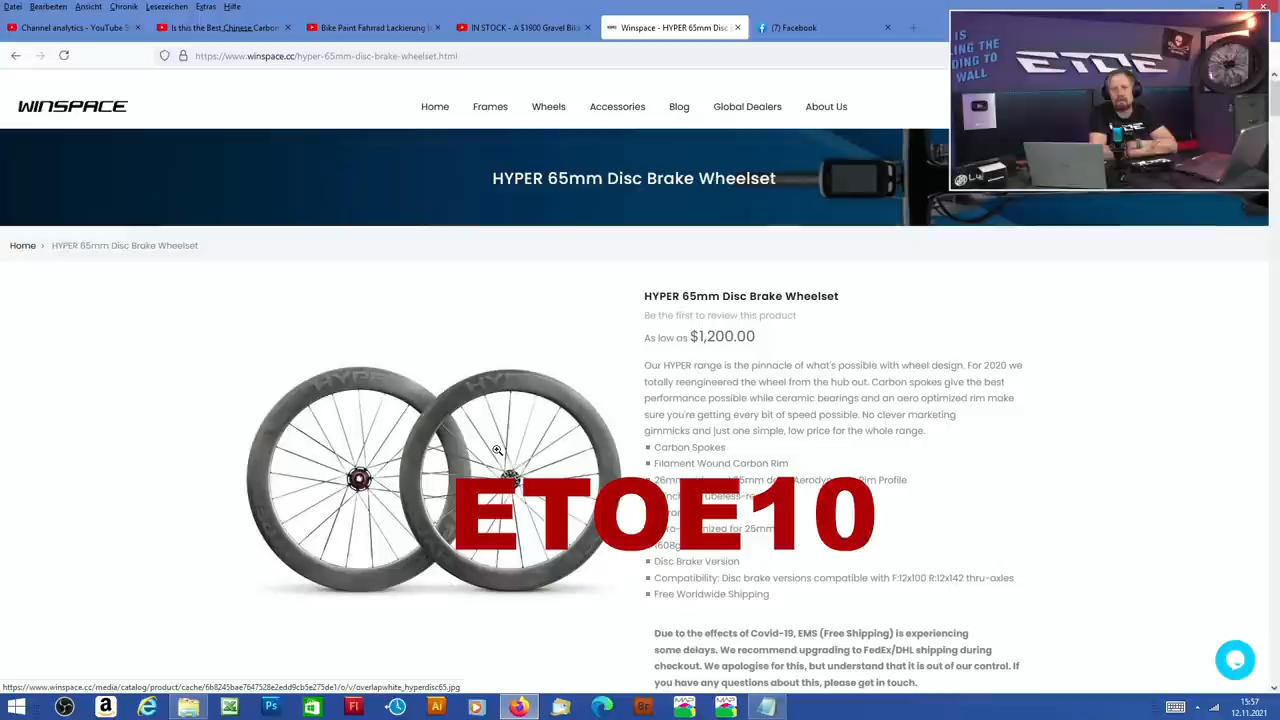 Datei Bearbeiten Ansicht Chronik Lesezeichen Extras Hilfe
Channel analytics - YouTube S
Is this the Best Chinese Carbon
Bike Paint Fahrrad Lackierung
IN STOCK - A $1900 Gravel Bike
Winspace - HYPER 65mm Disc
(7) Facebook
https://www.winspace.cc/hyper-65mm-disc-brake-wheelset.html
IS
DING TO
WALL
ETOE
WINSPACE
Home Frames Wheels Accessories Blog Global Dealers About Us
HYPER 65mm Disc Brake Wheelset
Home › HYPER 65mm Disc Brake Wheelset
HYPER 65mm Disc Brake Wheelset
Be the first to review this product
As low as $1,200.00
Our HYPER range is the pinnacle of what's possible with wheel design. For 2020 we
totally reengineered the wheel from the hub out. Carbon spokes give the best
performance possible while ceramic bearings and an aero optimized rim make
sure you're getting every bit of speed possible. No clever marketing
gimmicks and just one simple, low price for the whole range.
Carbon Spokes
Filament Wound Carbon Rim
26mm Rim Profile
for 25mm
Disc Brake Version
Compatibility: Disc brake versions compatible with F:12x100 R:12x142 thru-axles
Free Worldwide Shipping
HYPE HYPE
ETOE10
Due to the effects of Covid-19, EMS (Free Shipping) is experiencing
some delays. We recommend upgrading to FedEx/DHL shipping during
checkout. We apologise for this, but understand that it is out of our control. If
you have any questions about this, please get in touch.
https://www.winspace.cc/media/catalog/product/cache/6b8245bae7647528e2edd9cb5e275de1/o/v/overlapwhite_hyperdisc65.jpg
15:57
12.11.2021